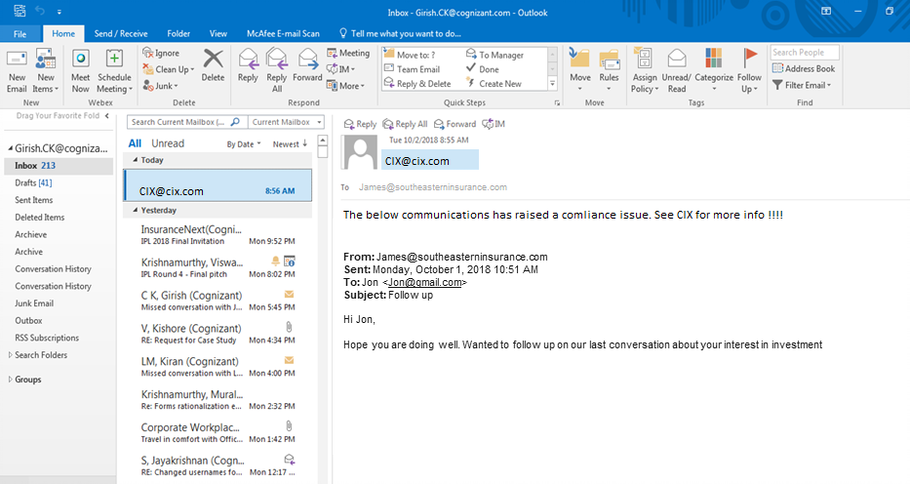 Inbox - Girish.CK@cognizant.com - Outlook
File Home Send / Receive Folder View McAfee E-mail Scan Tell me what you want to do...
New Email
New Items
New
Meet Now
Schedule Meeting
Webex
Ignore
Clean Up
Junk
Delete
Delete
Reply
Reply All
Forward
Meeting
IM
More
Respond
Move to: ?
Team Email
Reply & Delete
To Manager
Done
Create New
Quick Steps
Move
Rules
Move
Assign Policy
Unread/ Read
Categorize
Follow Up
Tags
Search People
Address Book
Filter Email
Find
Drag Your Favorite Folders Here
Girish.CK@cogniza...
Inbox 213
Drafts [41]
Sent Items
Deleted Items
Archieve
Archive
Conversation History
Conversation History
Junk Email
Outbox
RSS Subscriptions
Search Folders
Groups
Search Current Mailbox (... Current Mailbox
All Unread By Date Newest
Today
CIX@cix.com 8:56 AM
Yesterday
InsuranceNext(Cogni...
IPL 2018 Final Invitation Mon 9:52 PM
Krishnamurthy, Viswa...
IPL Round 4 - Final pitch Mon 8:02 PM
C K, Girish (Cognizant)
Missed conversation with J... Mon 5:45 PM
V, Kishore (Cognizant)
RE: Request for Case Study Mon 4:34 PM
LM, Kiran (Cognizant)
Missed conversation with L... Mon 4:00 PM
Krishnamurthy, Mural...
Re: Forms rationalization e... Mon 2:32 PM
Corporate Workplac...
Travel in comfort with Offic... Mon 1:42 PM
S, Jayakrishnan (Cogn...
RE: Changed usernames fo... Mon 12:17 ...
Reply Reply All Forward IM
Tue 10/2/2018 8:55 AM
CIX@cix.com
To James@southeasterninsurance.com
The below communications has raised a comliance issue. See CIX for more info !!!!
From: James@southeasterninsurance.com
Sent: Monday, October 1, 2018 10:51 AM
To: Jon <Jon@gmail.com>
Subject: Follow up
Hi Jon,
Hope you are doing well. Wanted to follow up on our last conversation about your interest in investment